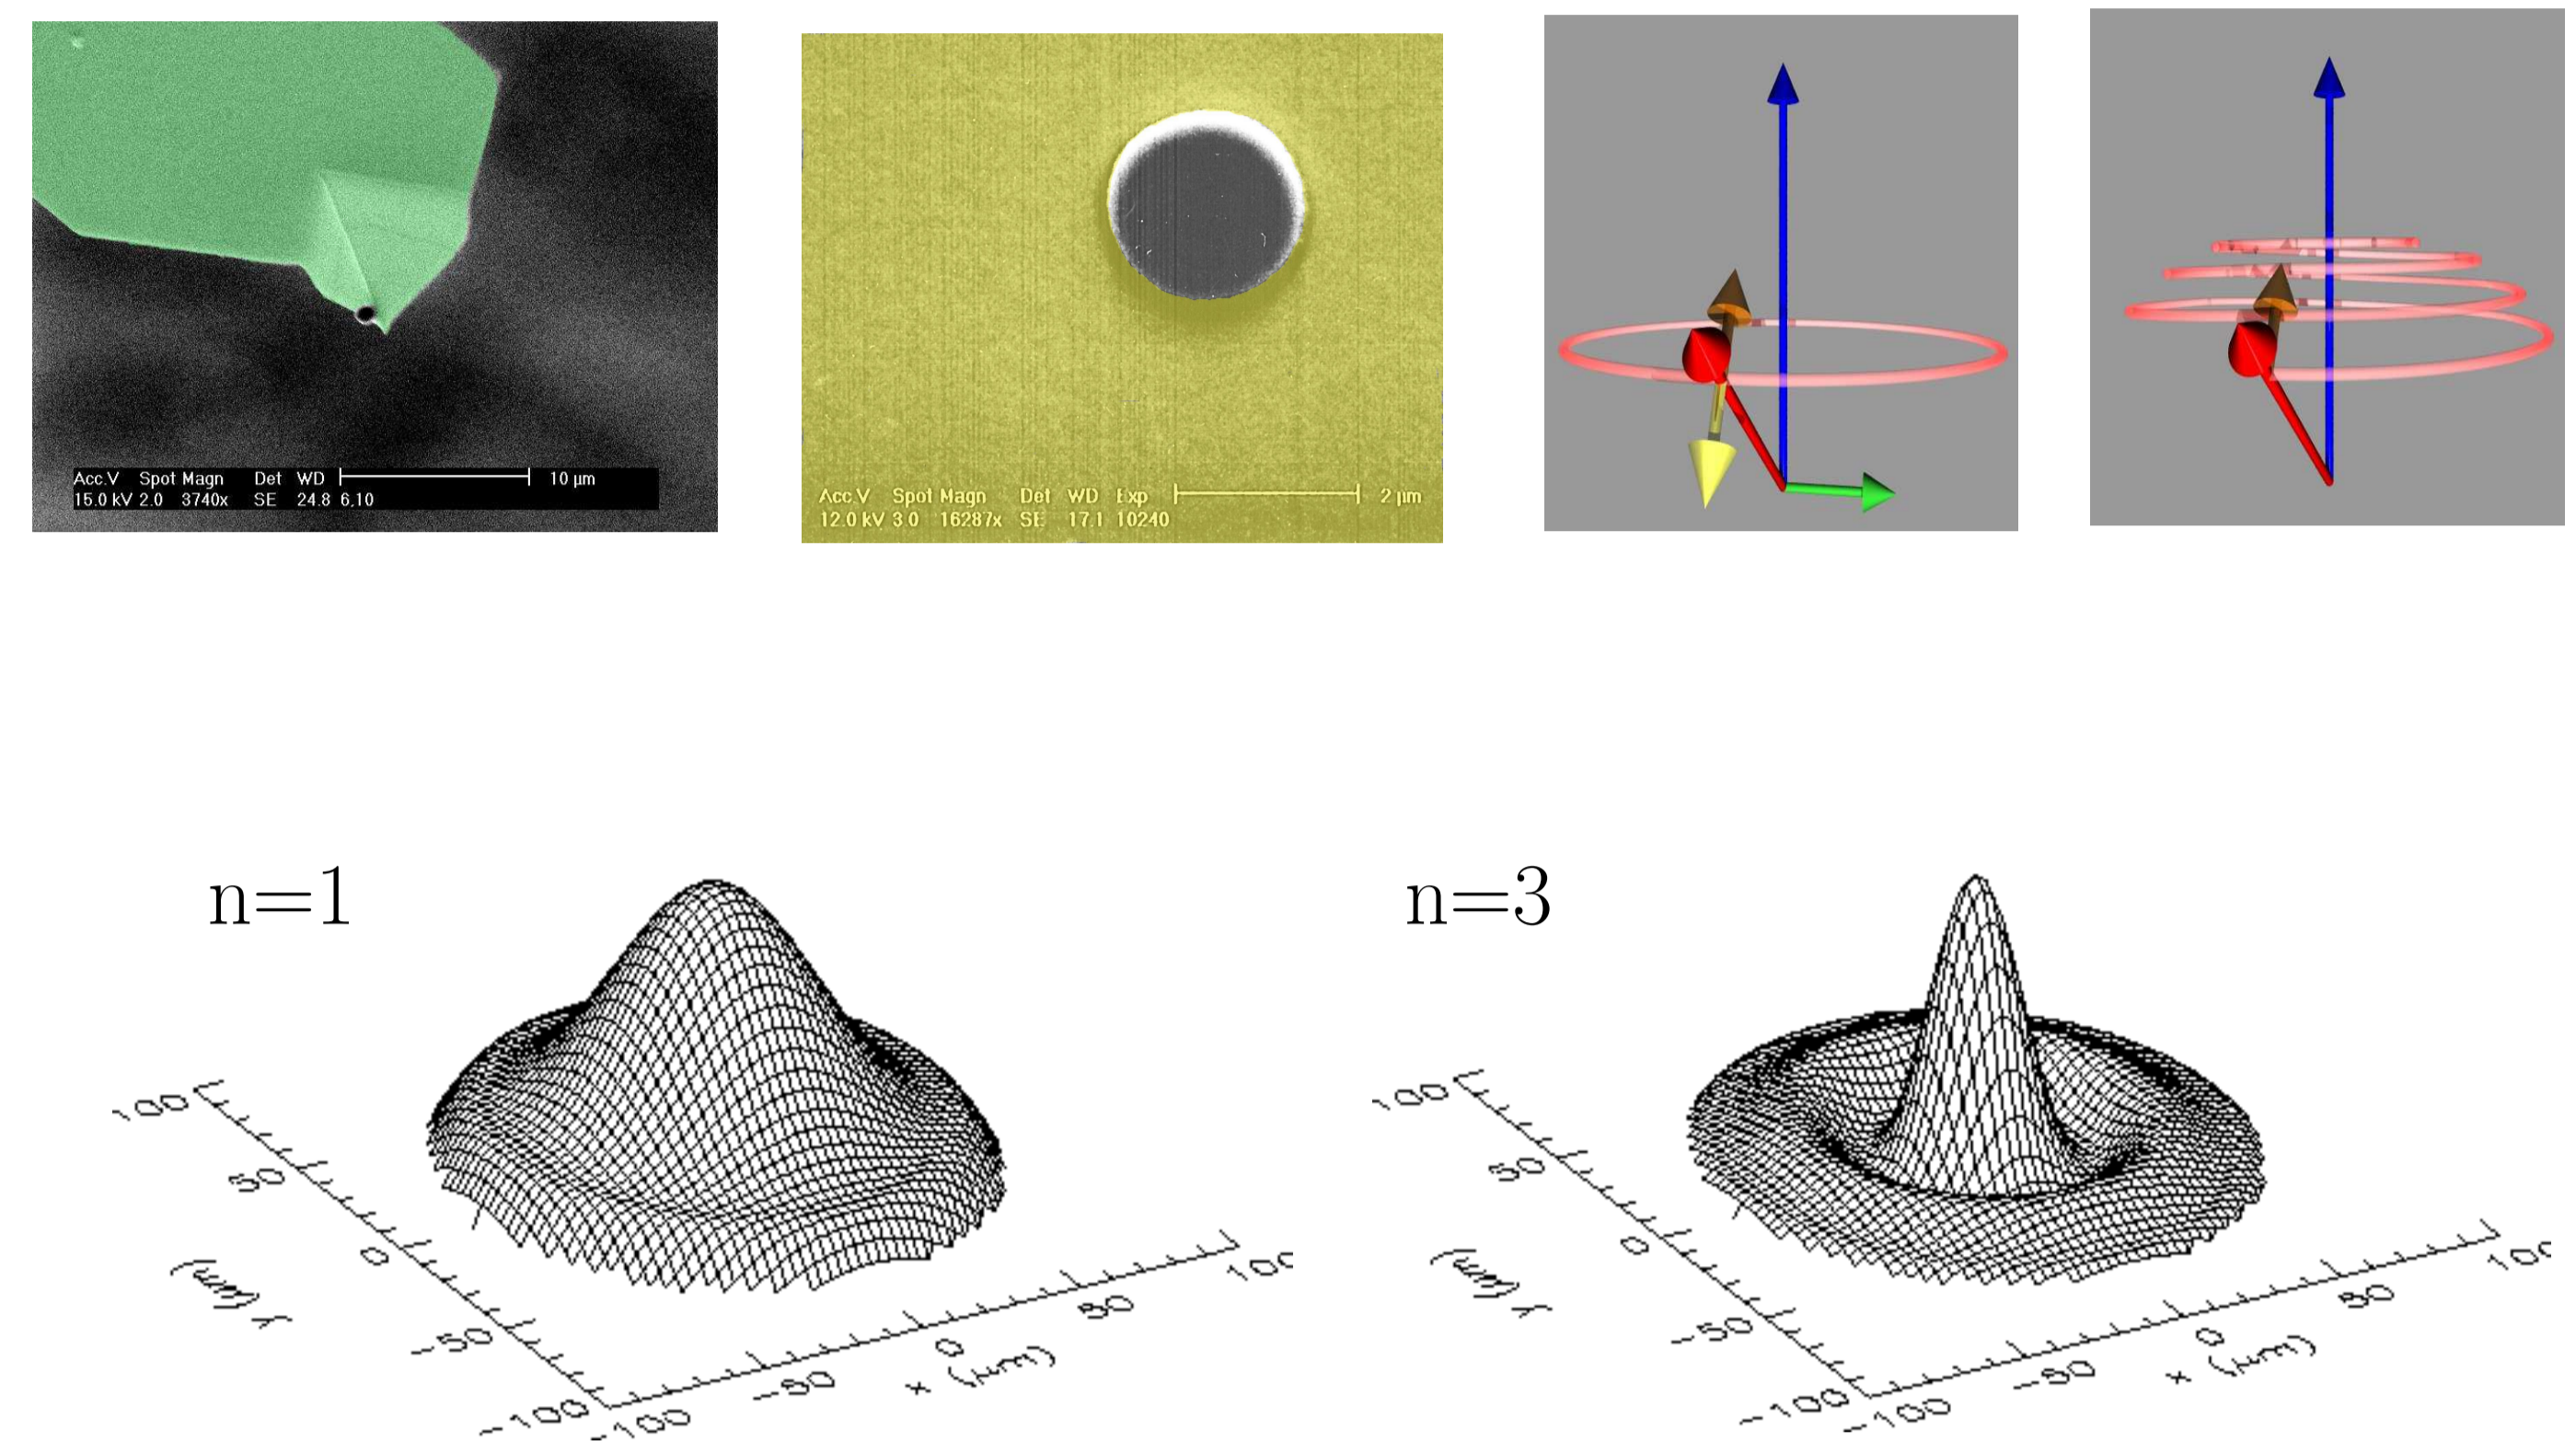 Acc.V Spot Magn Det WD 10 µm
15.0 kV 2.0 3740x SE 24.8 6,10
Acc.V Spot Magn Det WD Exp 2 µm
12.0 kV 3.0 16287x SE 17.1 10240
n=1
n=3
100
50
0
-50
-100
y (µm)
-100
-50
0
50
100
x (µm)
100
50
0
-50
-100
y (µm)
-100
-50
0
50
100
x (µm)